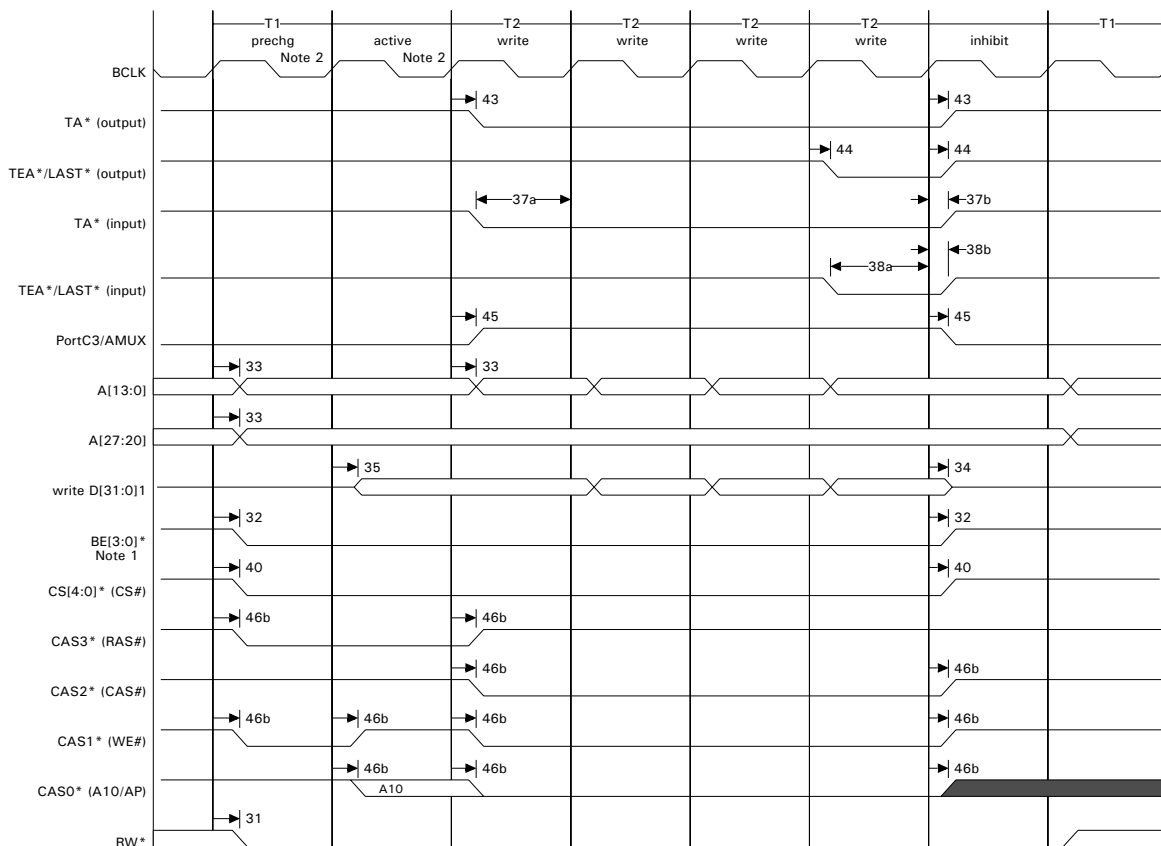 T1 T2 T2 T2 T2 T1
prechg active write write write write inhibit
Note 2 Note 2
BCLK
43 43
TA* (output)
44 44
TEA*/LAST* (output)
37a 37b
TA* (input)
38b
38a
TEA*/LAST* (input)
45 45
PortC3/AMUX
33 33
A[13:0]
33
A[27:20]
35 34
write D[31:0]1
32 32
BE[3:0]*
Note 1
40 40
CS[4:0]* (CS#)
46b 46b
CAS3* (RAS#)
46b 46b
CAS2* (CAS#)
46b 46b 46b 46b
CAS1* (WE#)
46b 46b 46b
CAS0* (A10/AP) A10
31
RW*